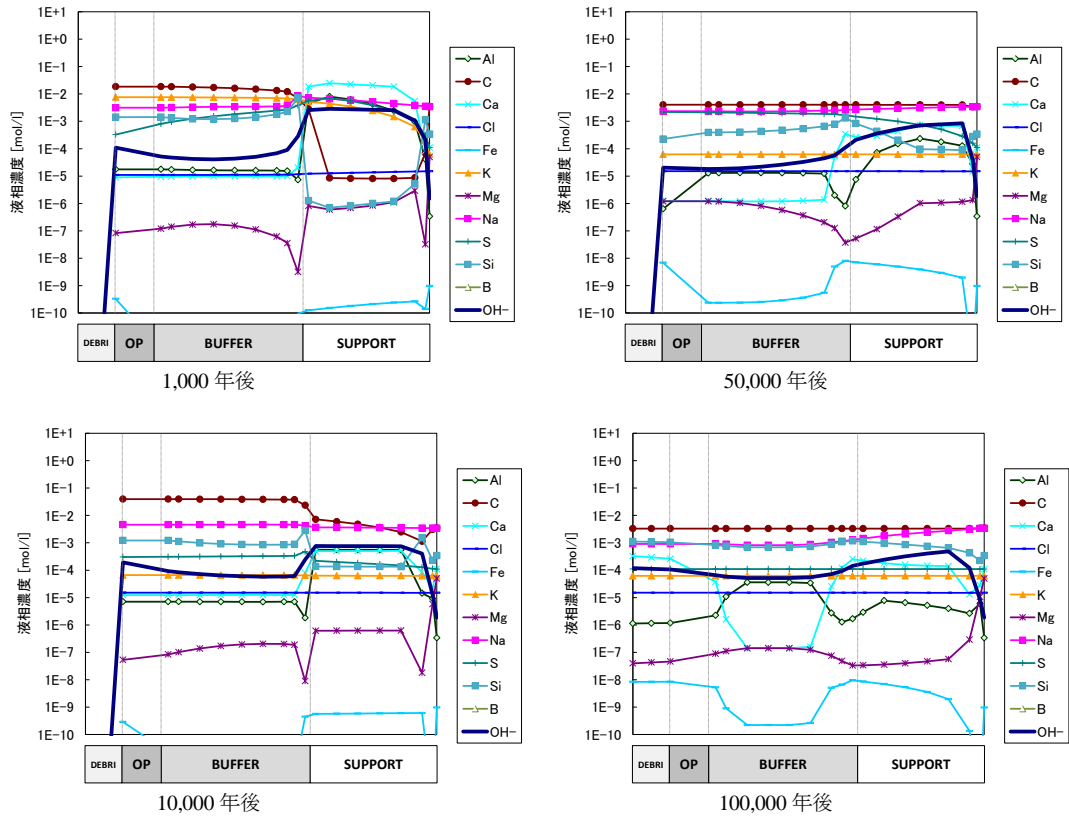 1E+1
1E+0
1E-1
1E-2
1E-3
1E-4
1E-5
1E-6
1E-7
1E-8
1E-9
1E-10
液相濃度 [mol/l]
Al
C
Ca
Cl
Fe
K
Mg
Na
S
Si
B
OH-
DEBRI OP BUFFER SUPPORT
1,000 年後
1E+1
1E+0
1E-1
1E-2
1E-3
1E-4
1E-5
1E-6
1E-7
1E-8
1E-9
1E-10
液相濃度 [mol/l]
Al
C
Ca
Cl
Fe
K
Mg
Na
S
Si
B
OH-
DEBRI OP BUFFER SUPPORT
50,000 年後
1E+1
1E+0
1E-1
1E-2
1E-3
1E-4
1E-5
1E-6
1E-7
1E-8
1E-9
1E-10
液相濃度 [mol/l]
Al
C
Ca
Cl
Fe
K
Mg
Na
S
Si
B
OH-
DEBRI OP BUFFER SUPPORT
10,000 年後
1E+1
1E+0
1E-1
1E-2
1E-3
1E-4
1E-5
1E-6
1E-7
1E-8
1E-9
1E-10
液相濃度 [mol/l]
Al
C
Ca
Cl
Fe
K
Mg
Na
S
Si
B
OH-
DEBRI OP BUFFER SUPPORT
100,000 年後